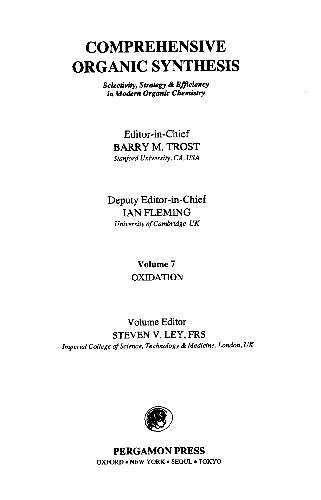 COMPREHENSIVE
ORGANIC SYNTHESIS
Selectivity, Strategy & Efficiency
in Modern Organic Chemistry
Editor-in-Chief
BARRY M. TROST
Stanford University, CA, USA
Deputy Editor-in-Chief
IAN FLEMING
University of Cambridge, UK
Volume 7
OXIDATION
Volume Editor
STEVEN V. LEY, FRS
Imperial College of Science, Technology & Medicine, London, UK
PERGAMON PRESS
OXFORD • NEW YORK • SEOUL • TOKYO